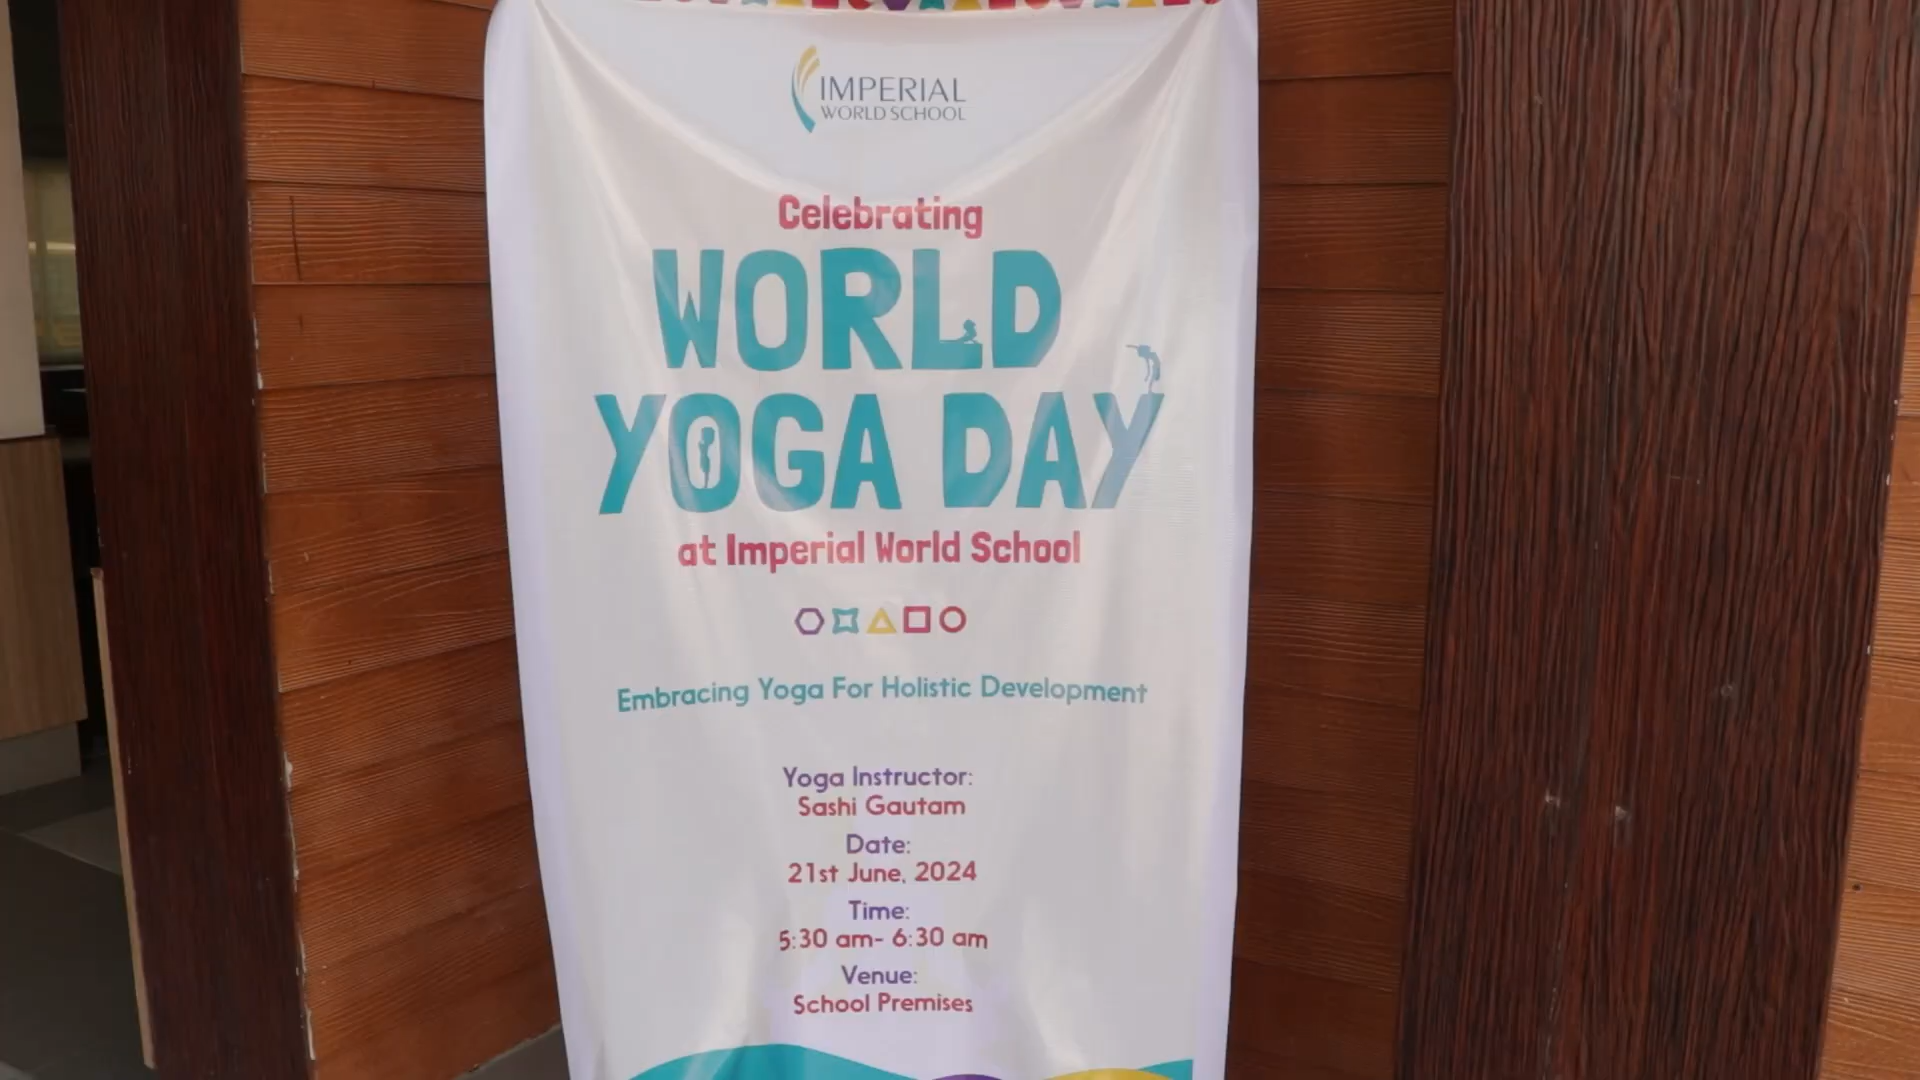 IMPERIAL
WORLD SCHOOL
Celebrating
WORLD
YOGA DAY
at Imperial World School
Embracing Yoga For Holistic Development
Yoga Instructor:
Sashi Gautam
Date:
21st June, 2024
Time:
5:30 am- 6:30 am
Venue:
School Premises